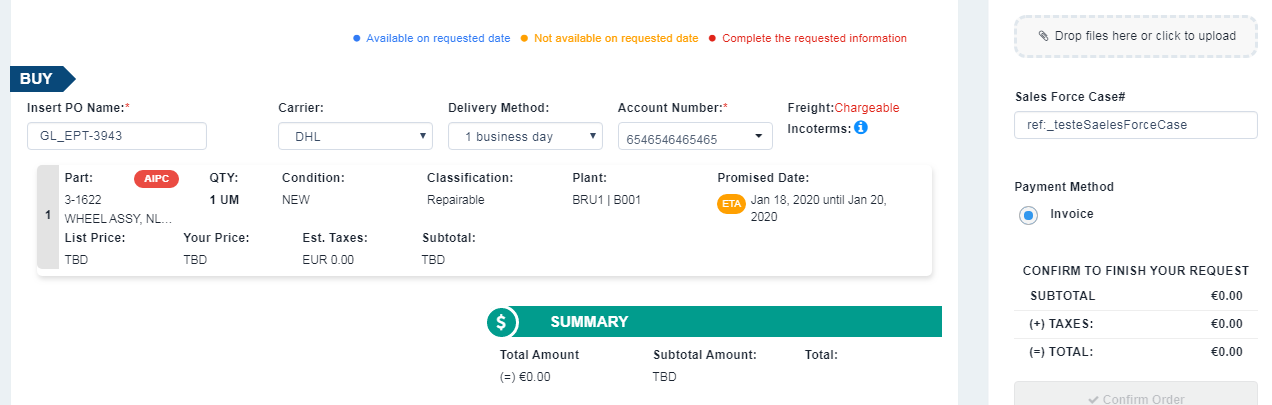 Available on requested date Not available on requested date Complete the requested information
BUY
Insert PO Name:* Carrier: Delivery Method: Account Number:* Freight:Chargeable
GL_EPT-3943 DHL 1 business day 6546546465465 Incoterms:
1
Part: AIPC QTY: Condition: Classification: Plant: Promised Date:
3-1622 1 UM NEW Repairable BRU1 | B001 ETA Jan 18, 2020 until Jan 20,
WHEEL ASSY, NL... 2020
List Price: Your Price: Est. Taxes: Subtotal:
TBD TBD EUR 0.00 TBD
$ SUMMARY
Total Amount Subtotal Amount: Total:
(=) €0.00 TBD
Drop files here or click to upload
Sales Force Case#
ref:_testeSaelesForceCase
Payment Method
Invoice
CONFIRM TO FINISH YOUR REQUEST
SUBTOTAL €0.00
(+) TAXES: €0.00
(=) TOTAL: €0.00
Confirm Order